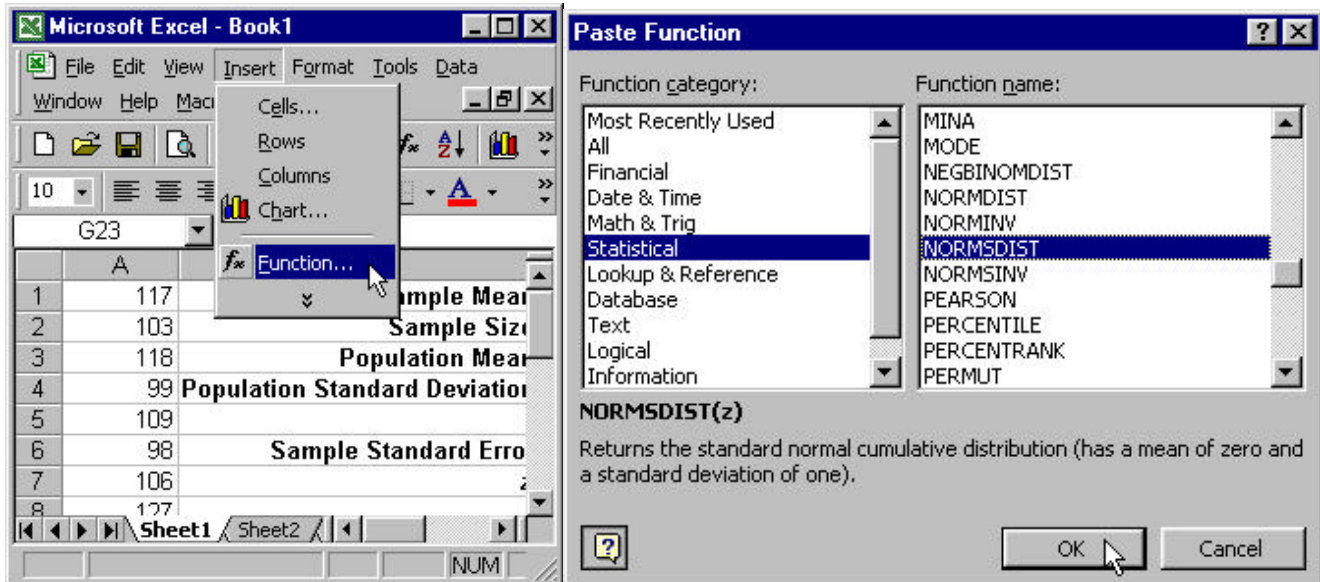 Microsoft Excel - Book1
File Edit View Insert Format Tools Data
Window Help
Cells...
Rows
Columns
Chart...
Function...
10
G23
A
1 117 Mean
2 103 Sample Size
3 118 Population Mean
4 99 Population Standard Deviation
5 109
6 98 Sample Standard Erro
7 106 z
8 127
Sheet1 Sheet2
NUM
Paste Function
Function category:
Most Recently Used
All
Financial
Date & Time
Math & Trig
Statistical
Lookup & Reference
Database
Text
Logical
Information
Function name:
MINA
MODE
NEGBINOMDIST
NORMDIST
NORMINV
NORMSDIST
NORMSINV
PEARSON
PERCENTILE
PERCENTRANK
PERMUT
NORMSDIST(z)
Returns the standard normal cumulative distribution (has a mean of zero and
a standard deviation of one).
OK Cancel